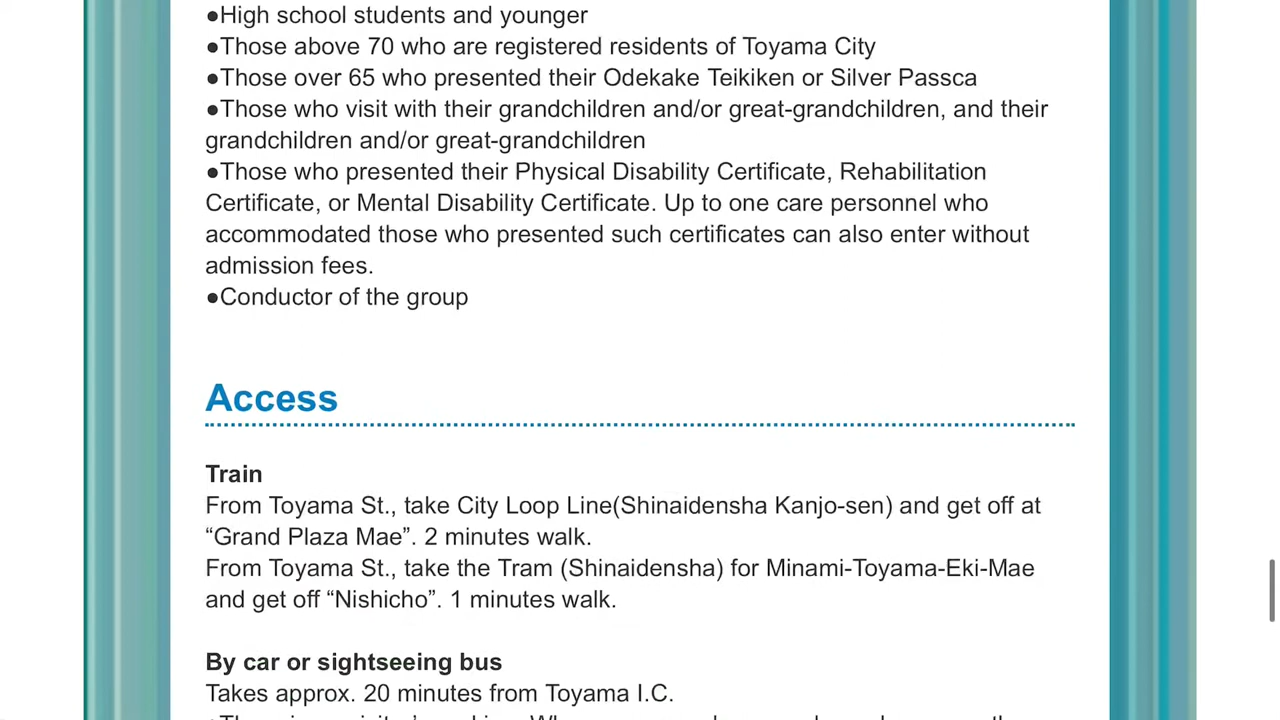 ●High school students and younger
●Those above 70 who are registered residents of Toyama City
●Those over 65 who presented their Odekake Teikiken or Silver Passca
●Those who visit with their grandchildren and/or great-grandchildren, and their
grandchildren and/or great-grandchildren
●Those who presented their Physical Disability Certificate, Rehabilitation
Certificate, or Mental Disability Certificate. Up to one care personnel who
accommodated those who presented such certificates can also enter without
admission fees.
●Conductor of the group
Access
Train
From Toyama St., take City Loop Line(Shinaidensha Kanjo-sen) and get off at
“Grand Plaza Mae”. 2 minutes walk.
From Toyama St., take the Tram (Shinaidensha) for Minami-Toyama-Eki-Mae
and get off “Nishicho”. 1 minutes walk.
By car or sightseeing bus
Takes approx. 20 minutes from Toyama I.C.